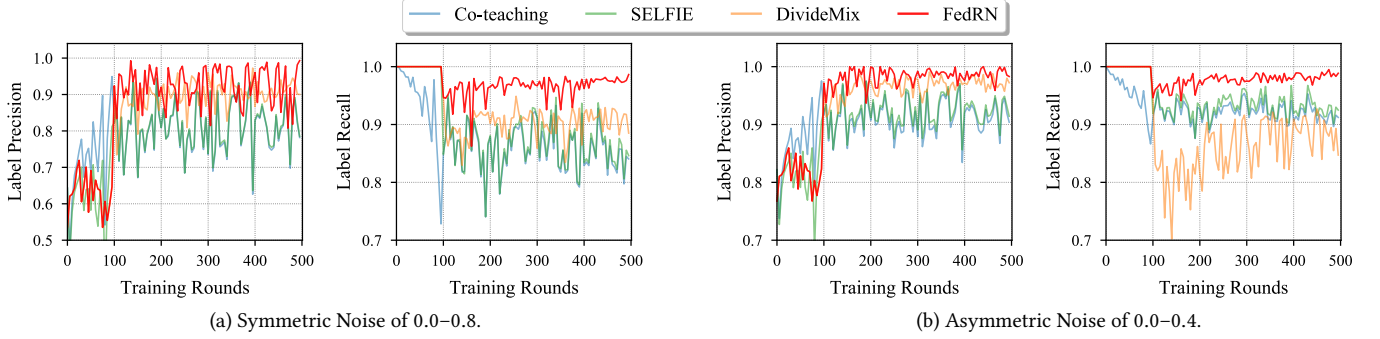 Co-teaching SELFIE DivideMix FedRN
Label Precision
1.0
0.9
0.8
0.7
0.6
0.5
0 100 200 300 400 500
Training Rounds
Label Recall
1.0
0.9
0.8
0.7
0 100 200 300 400 500
Training Rounds
(a) Symmetric Noise of 0.0–0.8.
Label Precision
1.0
0.9
0.8
0.7
0 100 200 300 400 500
Training Rounds
Label Recall
1.0
0.9
0.8
0.7
0 100 200 300 400 500
Training Rounds
(b) Asymmetric Noise of 0.0–0.4.